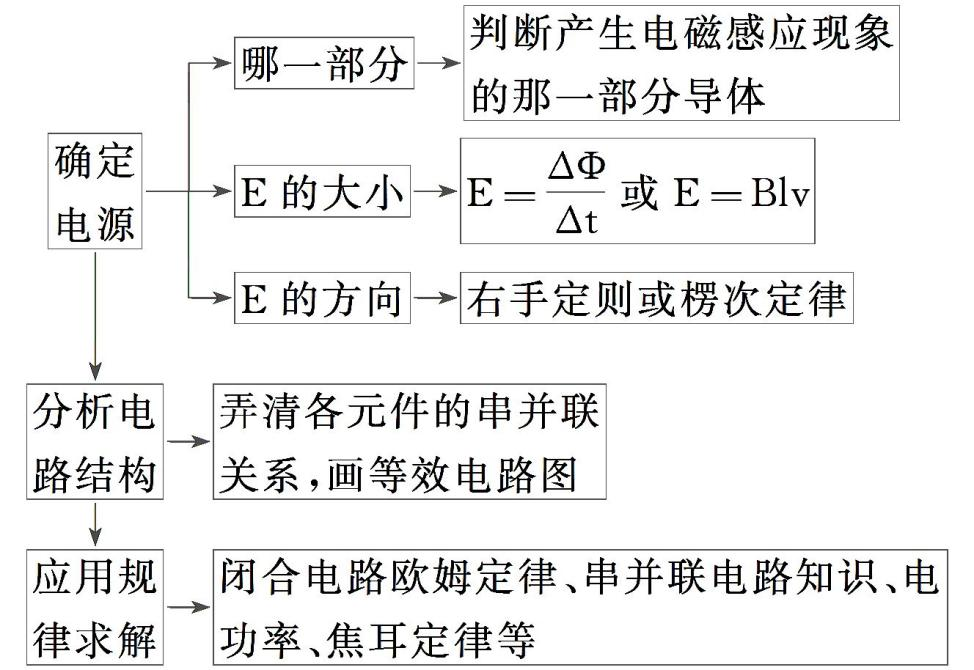 哪一部分
判断产生电磁感应现象
的那一部分导体
确定
电源
E 的大小
E = ΔΦ/Δt 或 E = Blv
E 的方向
右手定则或楞次定律
分析电
路结构
弄清各元件的串并联
关系,画等效电路图
应用规
律求解
闭合电路欧姆定律、串并联电路知识、电
功率、焦耳定律等